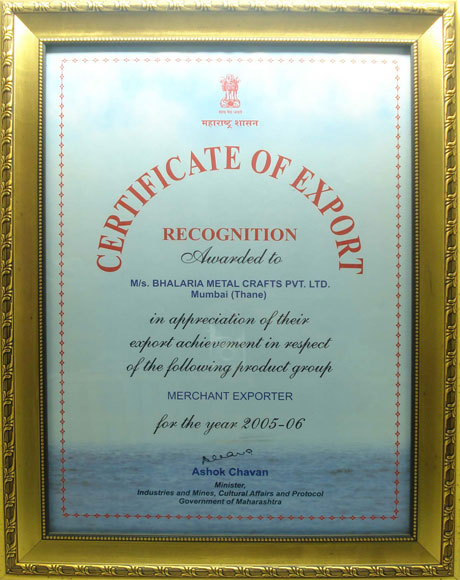 महाराष्ट्र शासन
CERTIFICATE OF EXPORT
RECOGNITION
Awarded to
M/s. BHALARIA METAL CRAFTS PVT. LTD.
Mumbai (Thane)
in appreciation of their
export achievement in respect
of the following product group
MERCHANT EXPORTER
for the year 2005-06
Ashok Chavan
Minister,
Industries and Mines, Cultural Affairs and Protocol
Government of Maharashtra